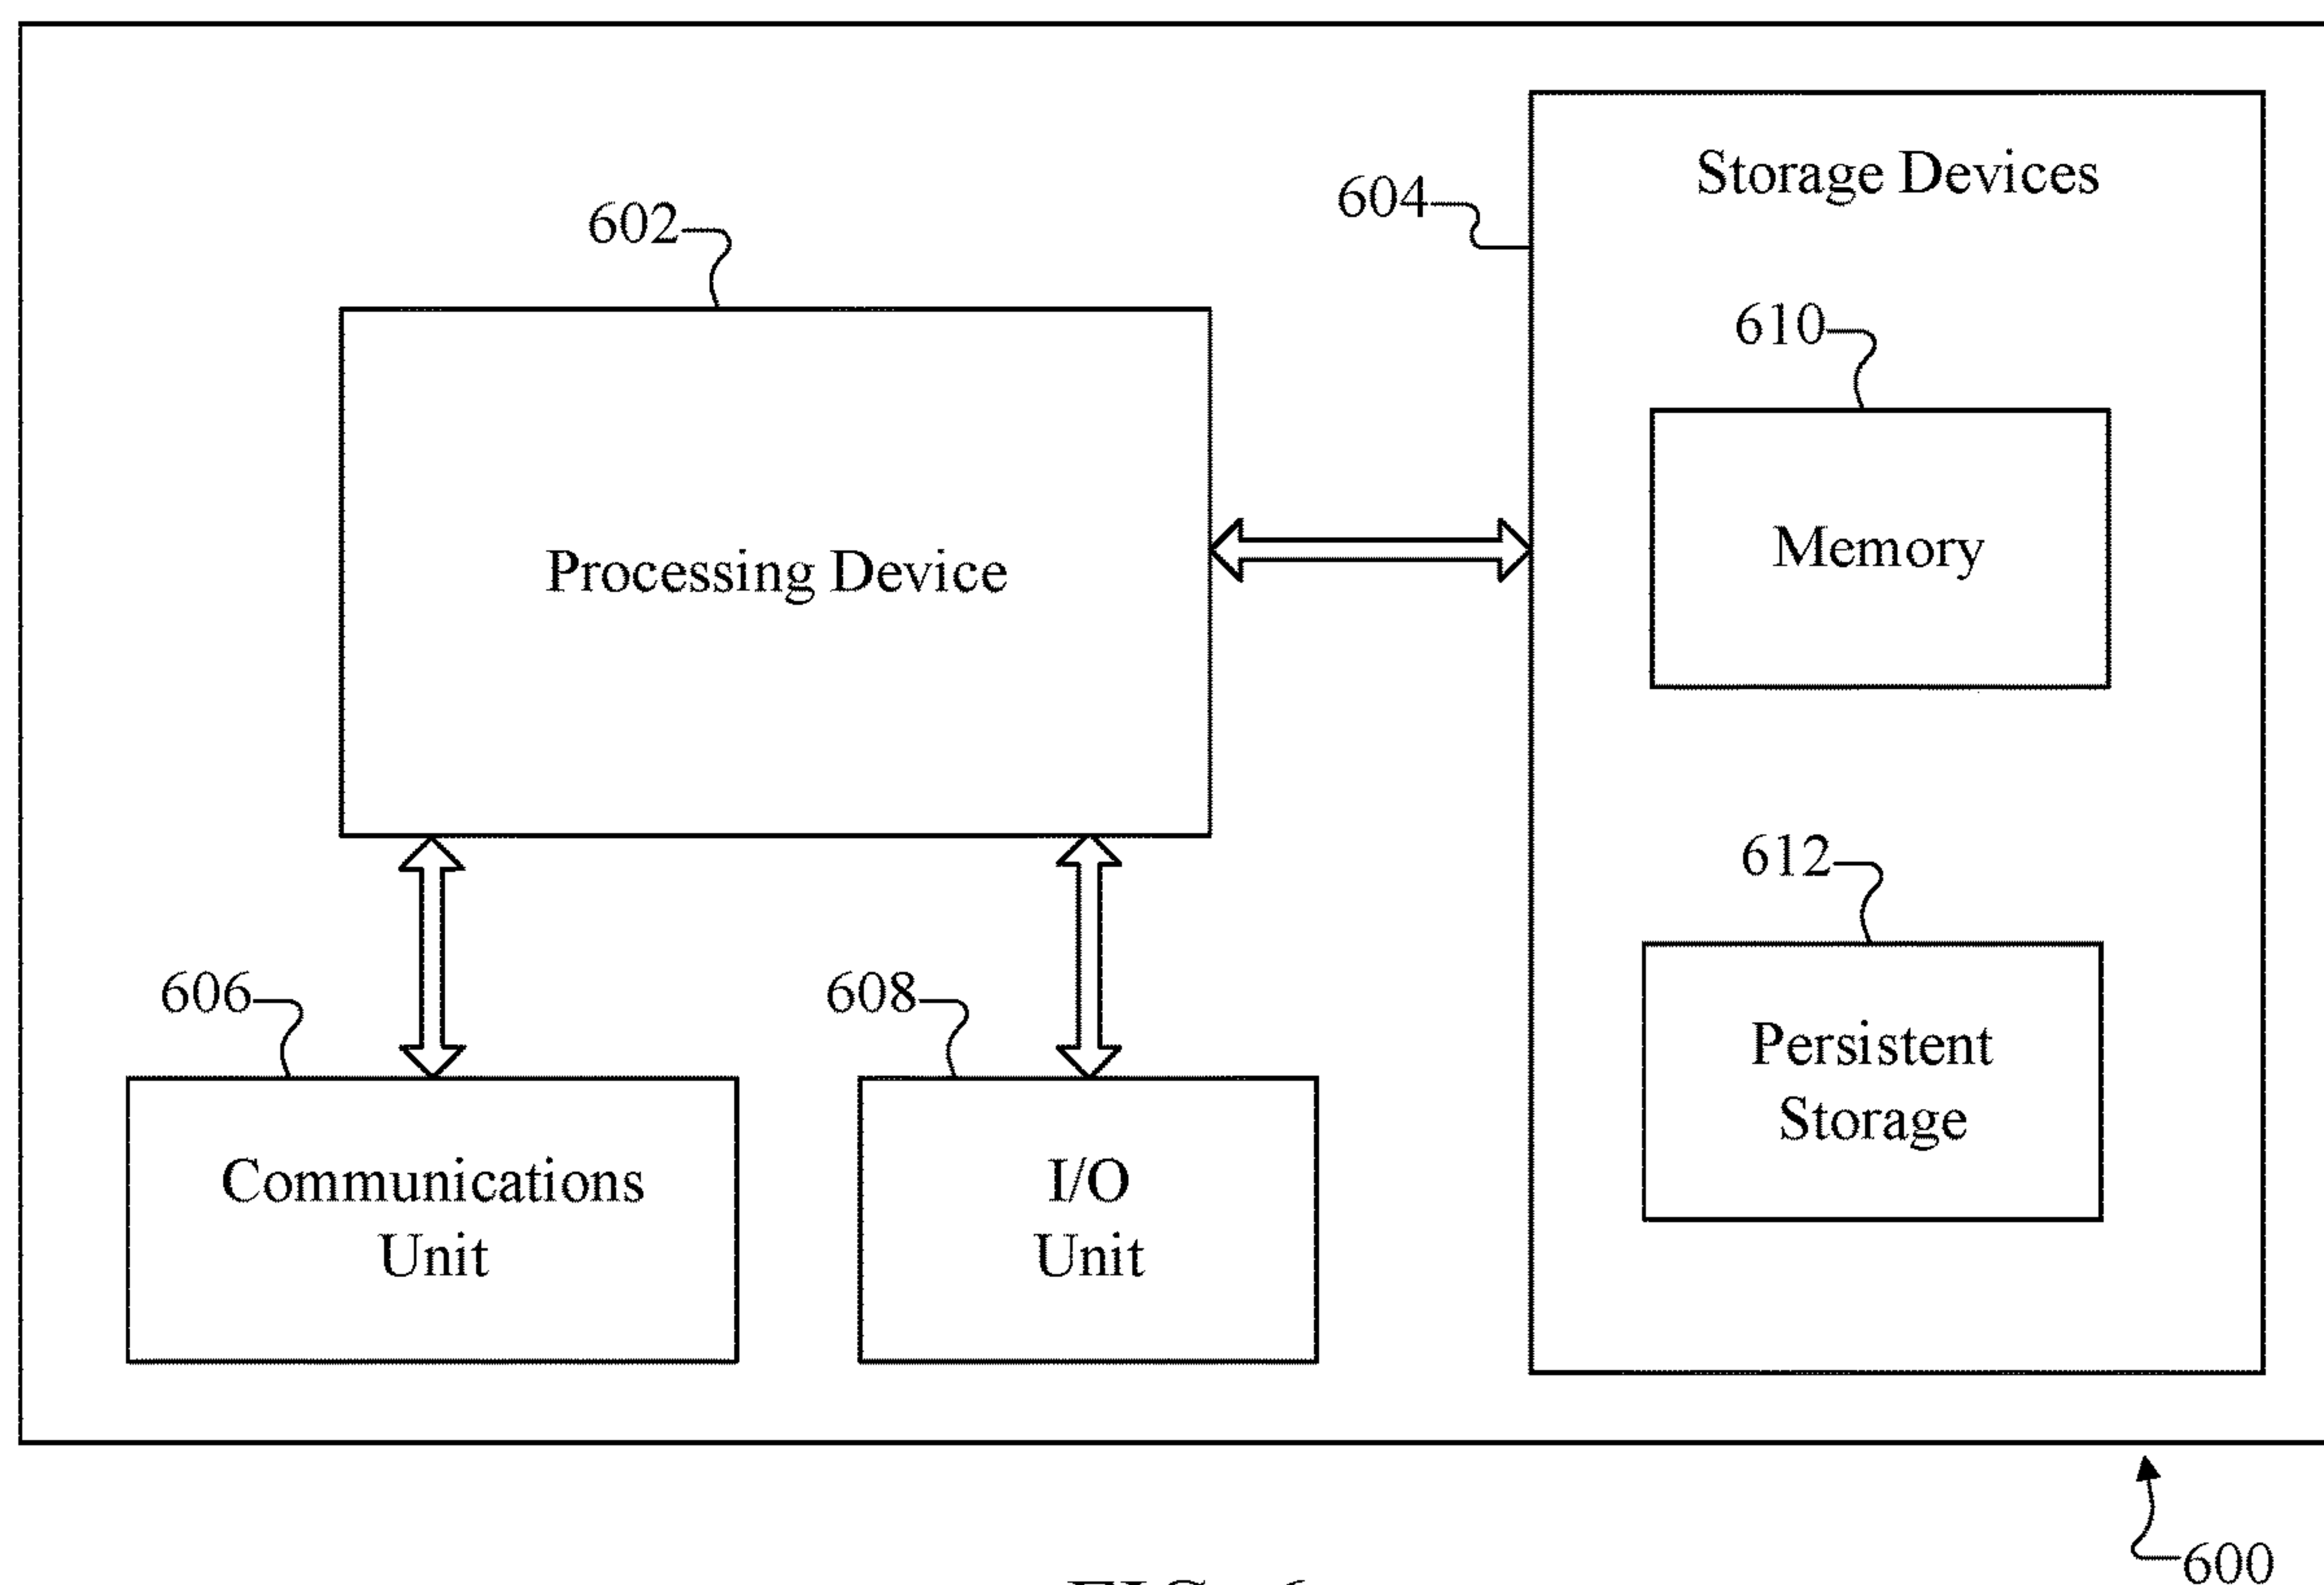 602
604
Storage Devices
610
Processing Device
Memory
612
606
608
Persistent
Storage
Communications
Unit
I/O
Unit
600